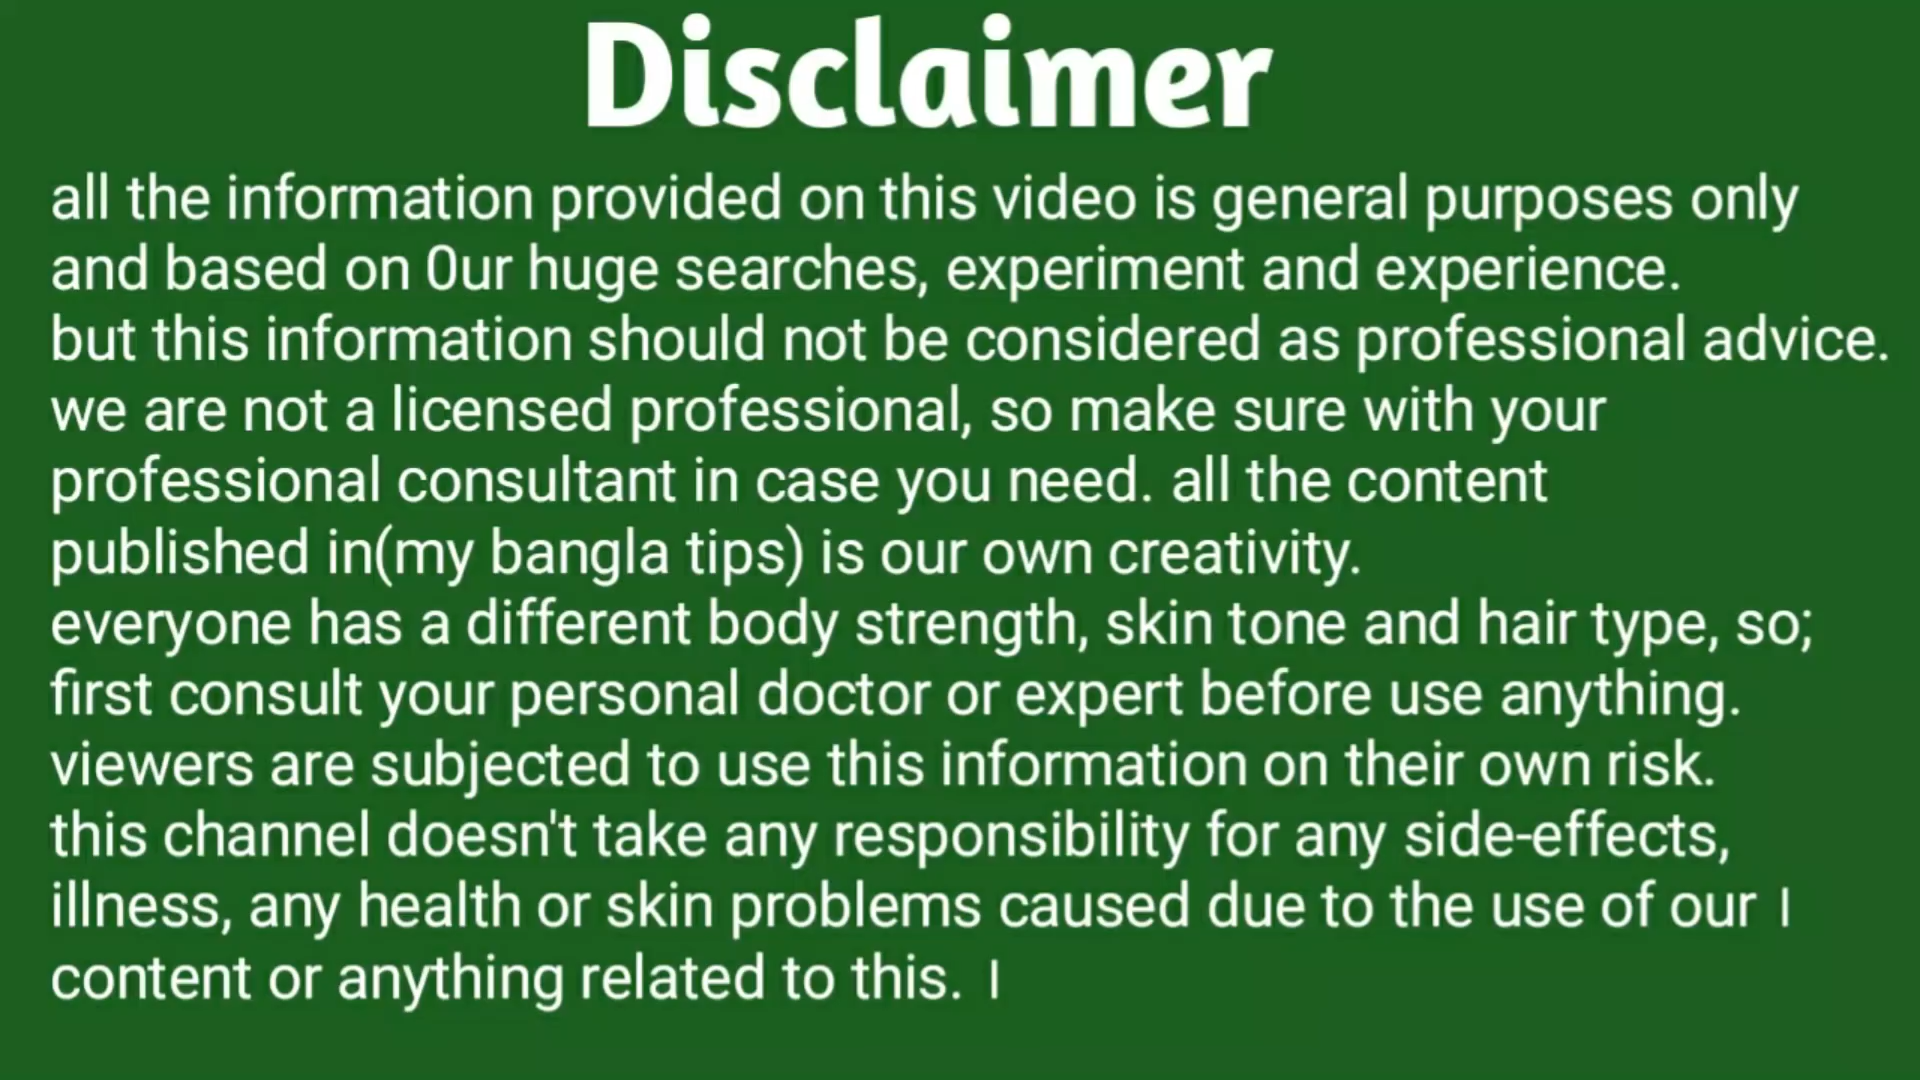 Disclaimer
all the information provided on this video is general purposes only
and based on 0ur huge searches, experiment and experience.
but this information should not be considered as professional advice.
we are not a licensed professional, so make sure with your
professional consultant in case you need. all the content
published in(my bangla tips) is our own creativity.
everyone has a different body strength, skin tone and hair type, so;
first consult your personal doctor or expert before use anything.
viewers are subjected to use this information on their own risk.
this channel doesn't take any responsibility for any side-effects,
illness, any health or skin problems caused due to the use of our ।
content or anything related to this. ।